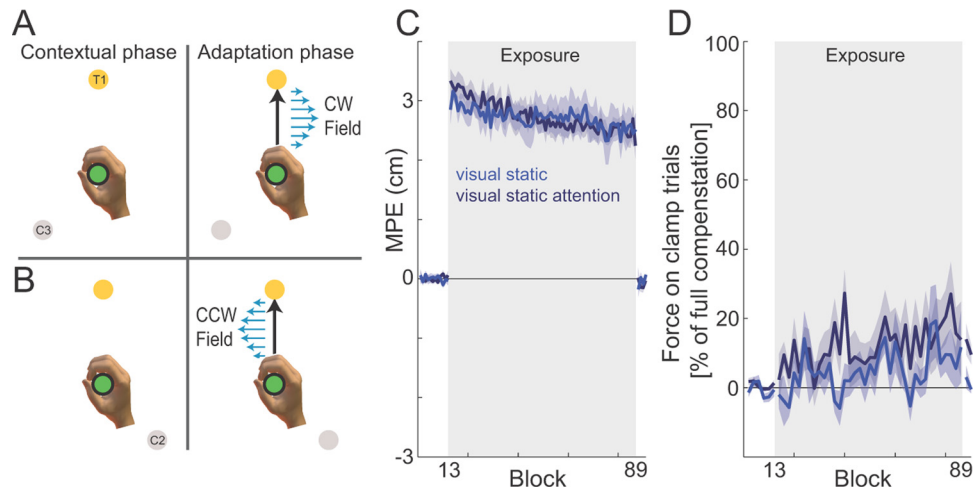 A
Contextual phase
Adaptation phase
T1
CW
Field
C3
B
CCW
Field
C2
C
Exposure
3
visual static
visual static attention
MPE (cm)
0
-3
13
89
Block
D
Exposure
100
80
60
40
20
0
Force on clamp trials
[% of full compenstation]
13
89
Block